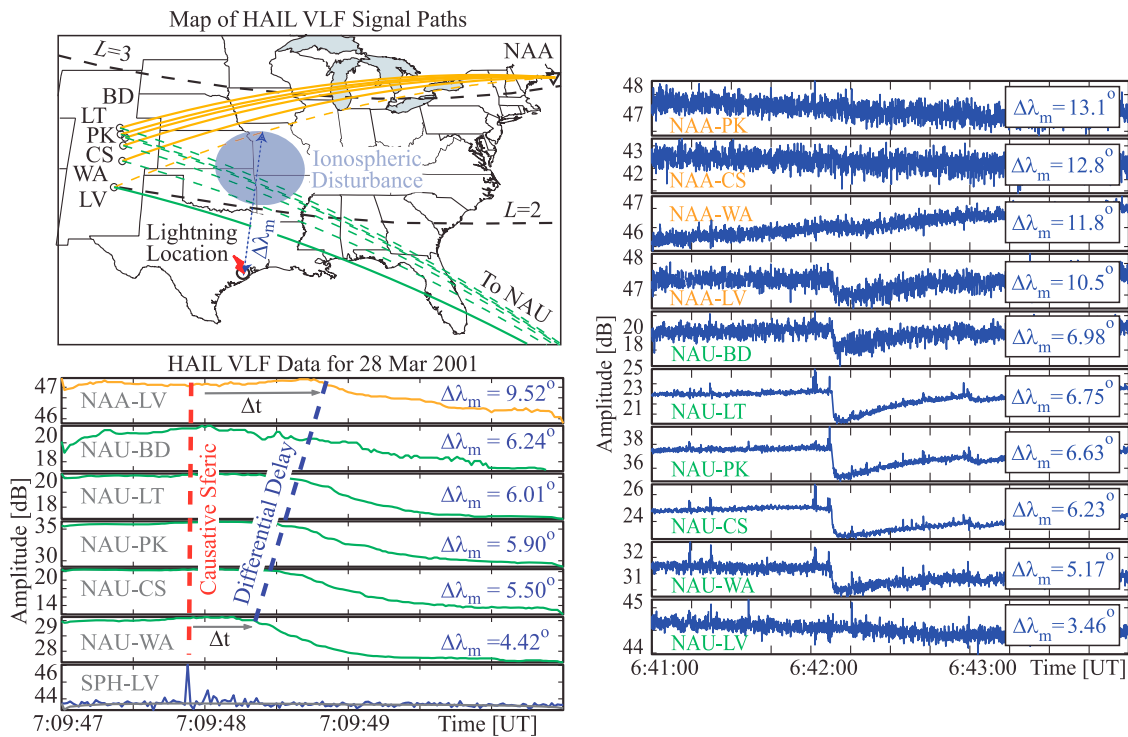 Map of HAIL VLF Signal Paths
L=3
NAA
BD
LT
PK
CS
WA
LV
Ionospheric
Disturbance
L=2
Lightning
Location
Δλm
To NAU
HAIL VLF Data for 28 Mar 2001
Amplitude [dB]
47
46
NAA-LV
Δt
Δλm = 9.52°
20
18
NAU-BD
Δλm = 6.24°
20
18
NAU-LT
Δλm = 6.01°
35
30
NAU-PK
Δλm = 5.90°
20
14
NAU-CS
Δλm = 5.50°
29
28
NAU-WA
Δt
Δλm =4.42°
Causative Sferic
Differential Delay
46
44
SPH-LV
7:09:47
7:09:48
7:09:49
Time [UT]
Amplitude [dB]
48
47
NAA-PK
Δλm = 13.1°
43
42
NAA-CS
Δλm = 12.8°
47
46
NAA-WA
Δλm = 11.8°
48
47
NAA-LV
Δλm = 10.5°
20
18
NAU-BD
Δλm = 6.98°
25
23
21
NAU-LT
Δλm = 6.75°
38
36
NAU-PK
Δλm = 6.63°
26
24
NAU-CS
Δλm = 6.23°
32
31
NAU-WA
Δλm = 5.17°
45
44
NAU-LV
Δλm = 3.46°
6:41:00
6:42:00
6:43:00
Time [UT]